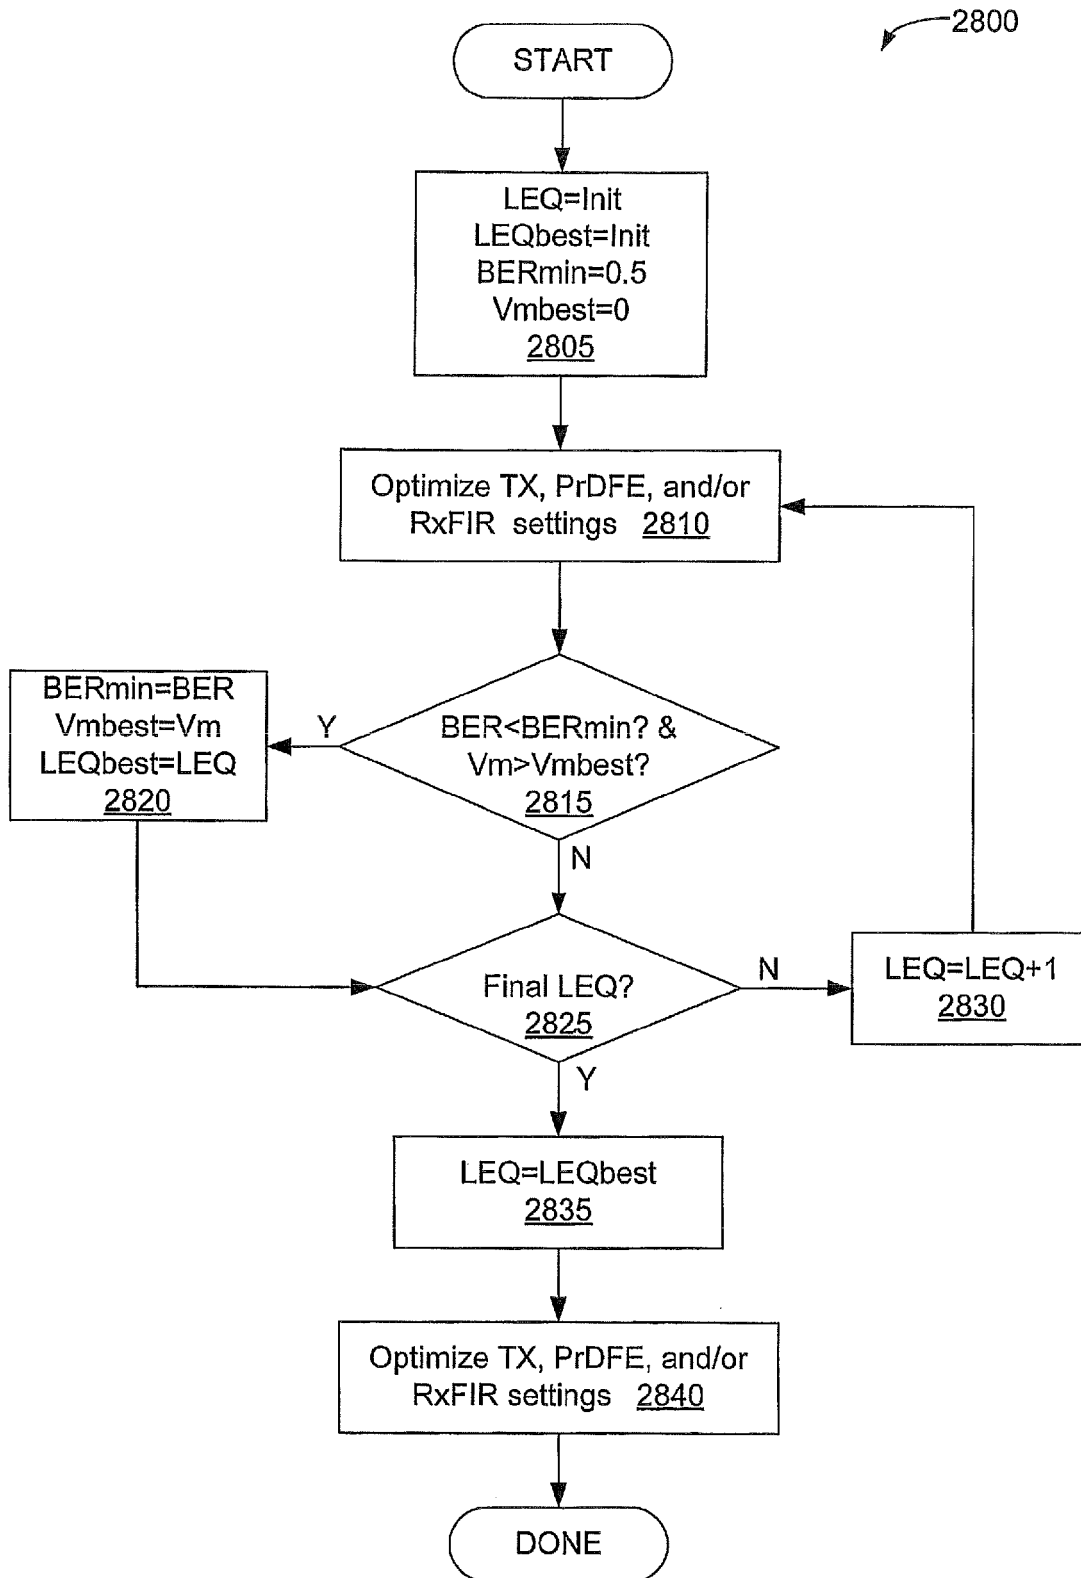 2800
START
LEQ=Init
LEQbest=Init
BERmin=0.5
Vmbest=0
2805
Optimize TX, PrDFE, and/or
RxFIR settings 2810
BERmin=BER
Vmbest=Vm
LEQbest=LEQ
2820
Y
BER<BERmin? &
Vm>Vmbest?
2815
N
Final LEQ?
2825
N
LEQ=LEQ+1
2830
Y
LEQ=LEQbest
2835
Optimize TX, PrDFE, and/or
RxFIR settings 2840
DONE